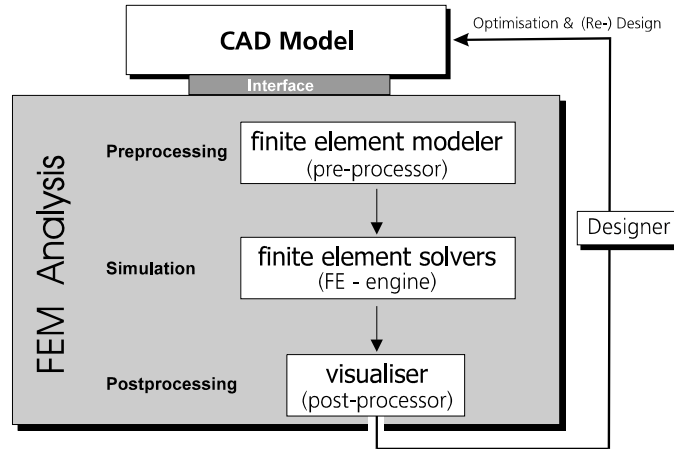 Optimisation & (Re-) Design
CAD Model
Interface
FEM Analysis
Preprocessing
finite element modeler
(pre-processor)
Designer
Simulation
finite element solvers
(FE - engine)
Postprocessing
visualiser
(post-processor)